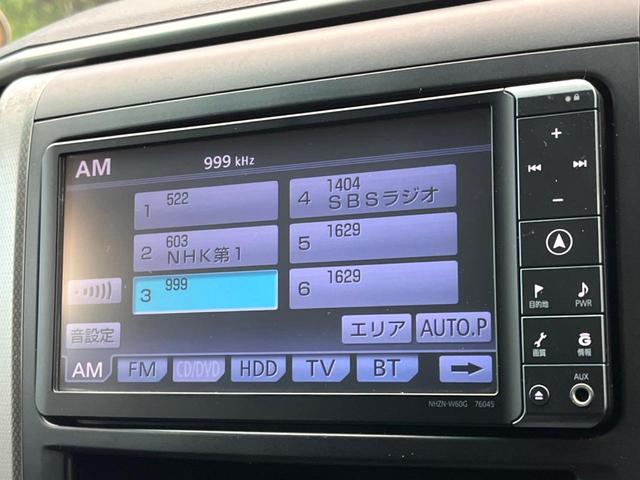 AM
999 kHz
1 522
2 603
NHK第1
3 999
4 1404
SBSラジオ
5 1629
6 1629
音設定
エリア
AUTO.P
AM
FM
CD/DVD
HDD
TV
BT
NHZN-W60G 76045
+
−
目的地
PWR
画質
G
情報
AUX